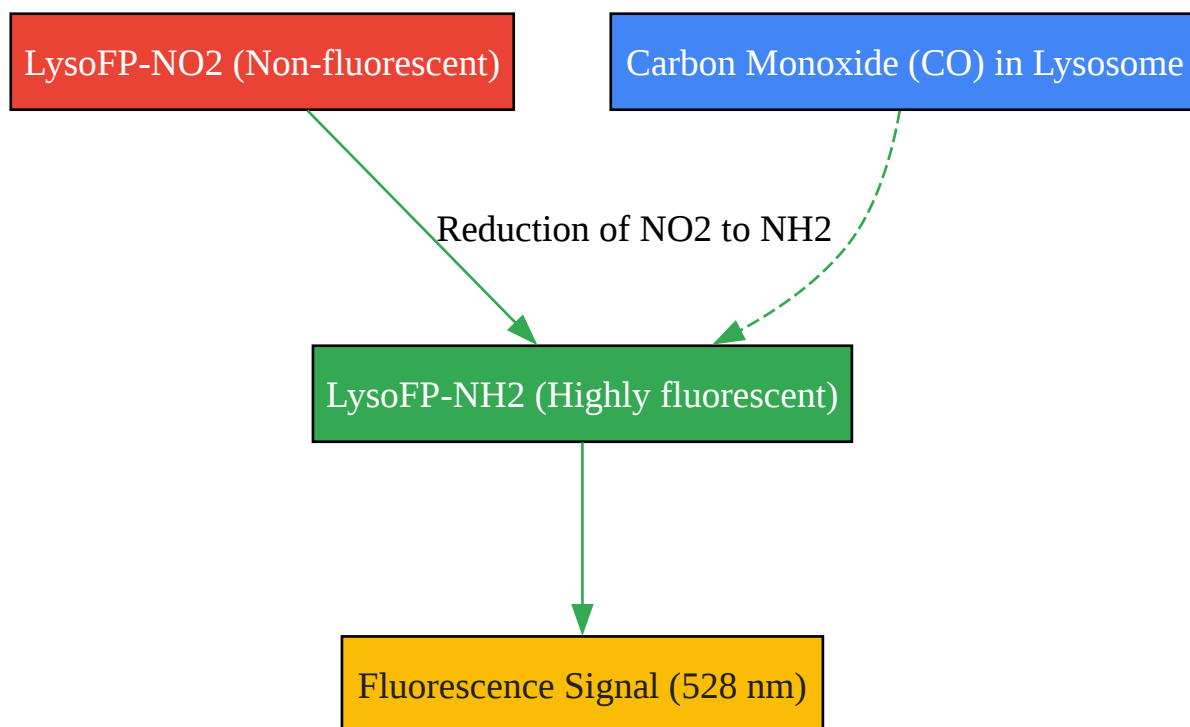 LysoFP-NO2 (Non-fluorescent)
Carbon Monoxide (CO) in Lysosome
Reduction of NO2 to NH2
LysoFP-NH2 (Highly fluorescent)
Fluorescence Signal (528 nm)